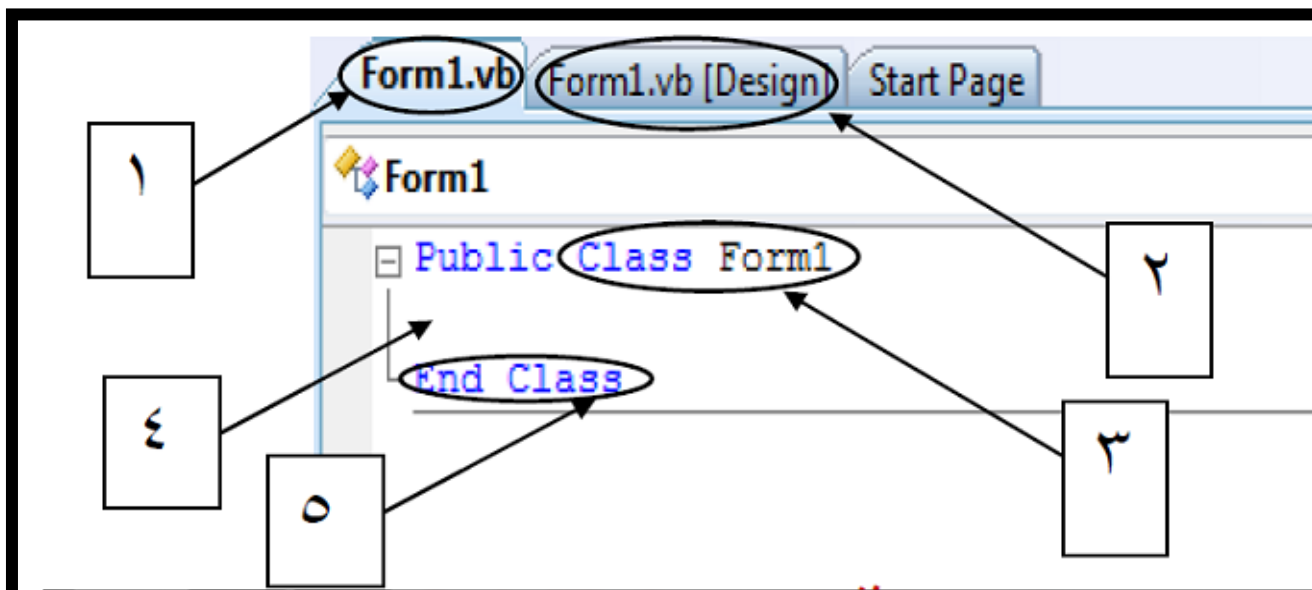 Form1.vb Form1.vb [Design] Start Page
١
Form1
Public Class Form1
٢
End Class
٤
٣
٥